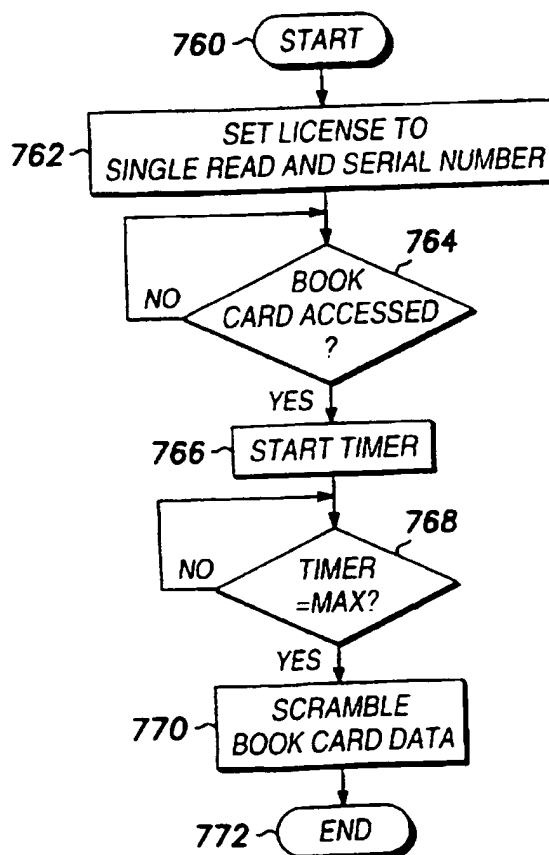 760
START
762
SET LICENSE TO
SINGLE READ AND SERIAL NUMBER
764
BOOK
CARD ACCESSED
?
NO
YES
766
START TIMER
768
TIMER
=MAX?
NO
YES
770
SCRAMBLE
BOOK CARD DATA
772
END